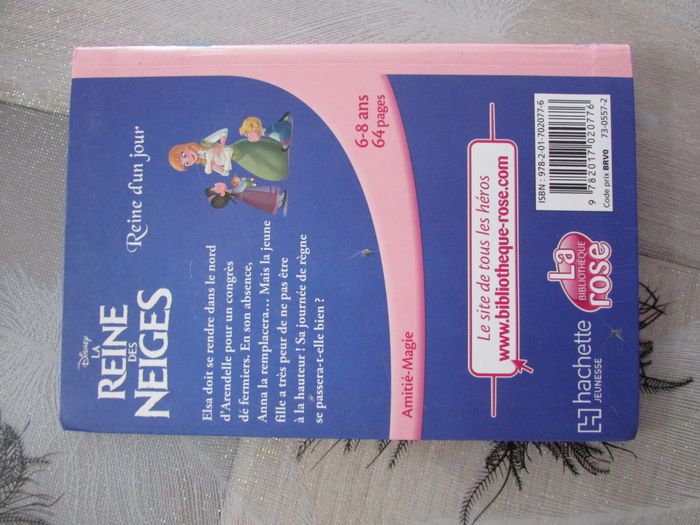 Disney
LA
REINE
DES
NEIGES
Reine d'un jour
Elsa doit se rendre dans le nord
d'Arendelle pour un congrès
de fermiers. En son absence,
Anna la remplacera... Mais la jeune
fille a très peur de ne pas être
à la hauteur ! Sa journée de règne
se passera-t-elle bien ?
6-8 ans
64 pages
Amitié-Magie
Le site de tous les héros
www.bibliotheque-rose.com
ISBN : 978-2-01-702077-6
9 782017 020776
Code prix BRV0 73-0557-2
La
BIBLIOTHÈQUE
rose
hachette
JEUNESSE